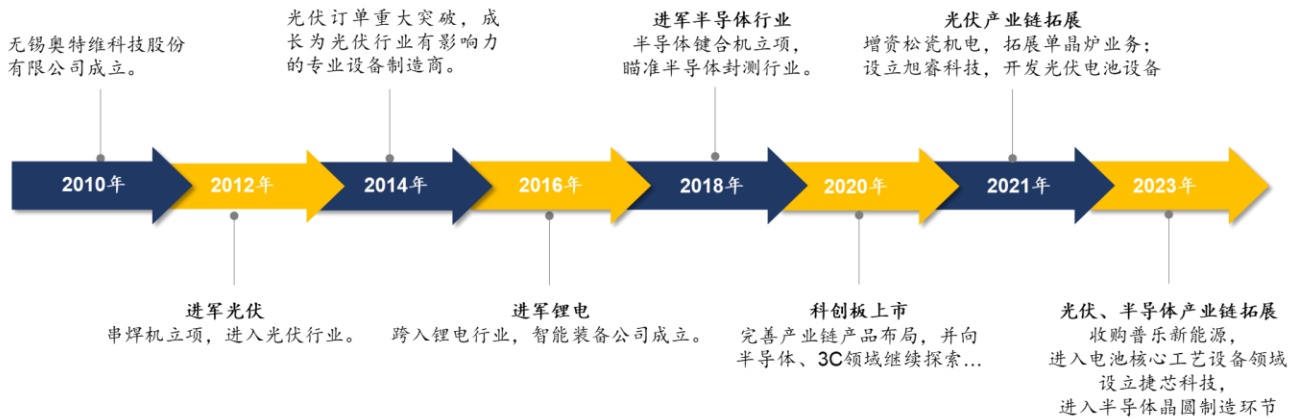 无锡奥特维科技股份
有限公司成立。
光伏订单重大突破，成
长为光伏行业有影响力
的专业设备制造商。
进军半导体行业
半导体键合机立项，
瞄准半导体封测行业。
光伏产业链拓展
增资松瓷机电，拓展单晶炉业务；
设立旭睿科技，开发光伏电池设备
2010年
2012年
2014年
2016年
2018年
2020年
2021年
2023年
进军光伏
串焊机立项，进入光伏行业。
进军锂电
跨入锂电行业，智能装备公司成立。
科创板上市
完善产业链产品布局，并向
半导体、3C领域继续探索…
光伏、半导体产业链拓展
收购普乐新能源，
进入电池核心工艺设备领域
设立捷芯科技，
进入半导体晶圆制造环节